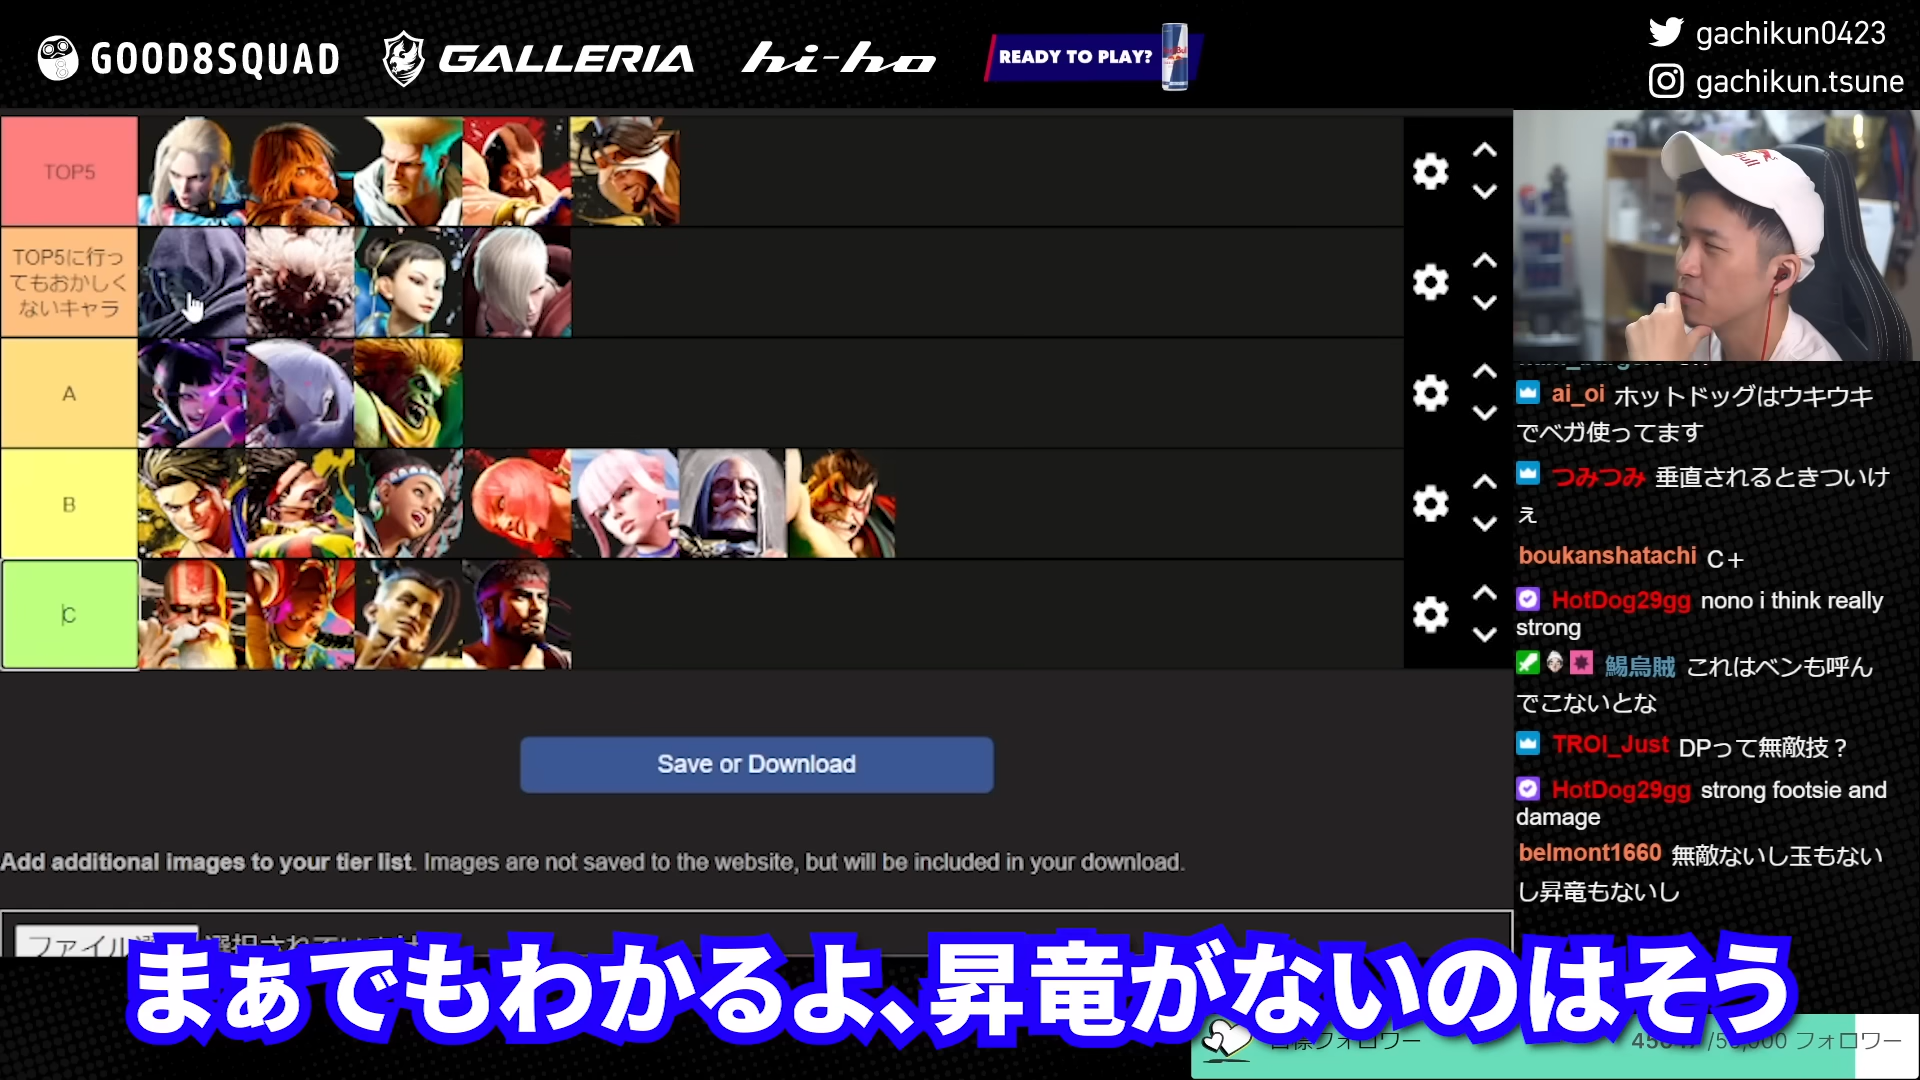 GOOD8SQUAD
GALLERIA
hi-ho
READY TO PLAY?
RedBull
gachikun0423
gachikun.tsune
TOP5
TOP5に行っ
てもおかしく
ないキャラ
A
B
C
Save or Download
Add additional images to your tier list. Images are not saved to the website, but will be included in your download.
ai_oi ホットドッグはウキウキ
でベガ使ってます
つみつみ 垂直されるときついけ
え
boukanshatachi C+
HotDog29gg nono i think really
strong
鯣烏賊 これはベンも呼ん
でこないとな
TROI_Just DPって無敵技？
HotDog29gg strong footsie and
damage
belmont1660 無敵ないし玉もない
し昇竜もないし
まぁでもわかるよ、昇竜がないのはそう
フォロワー
フォロワー